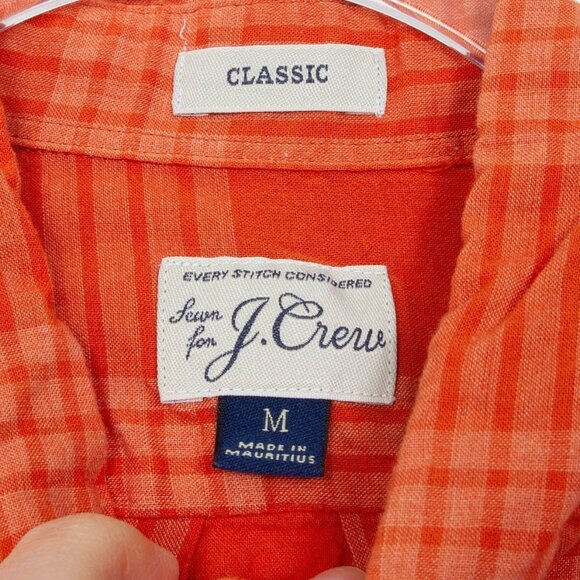 CLASSIC
EVERY STITCH CONSIDERED
Sewn
for J.Crew
M
MADE IN
MAURITIUS